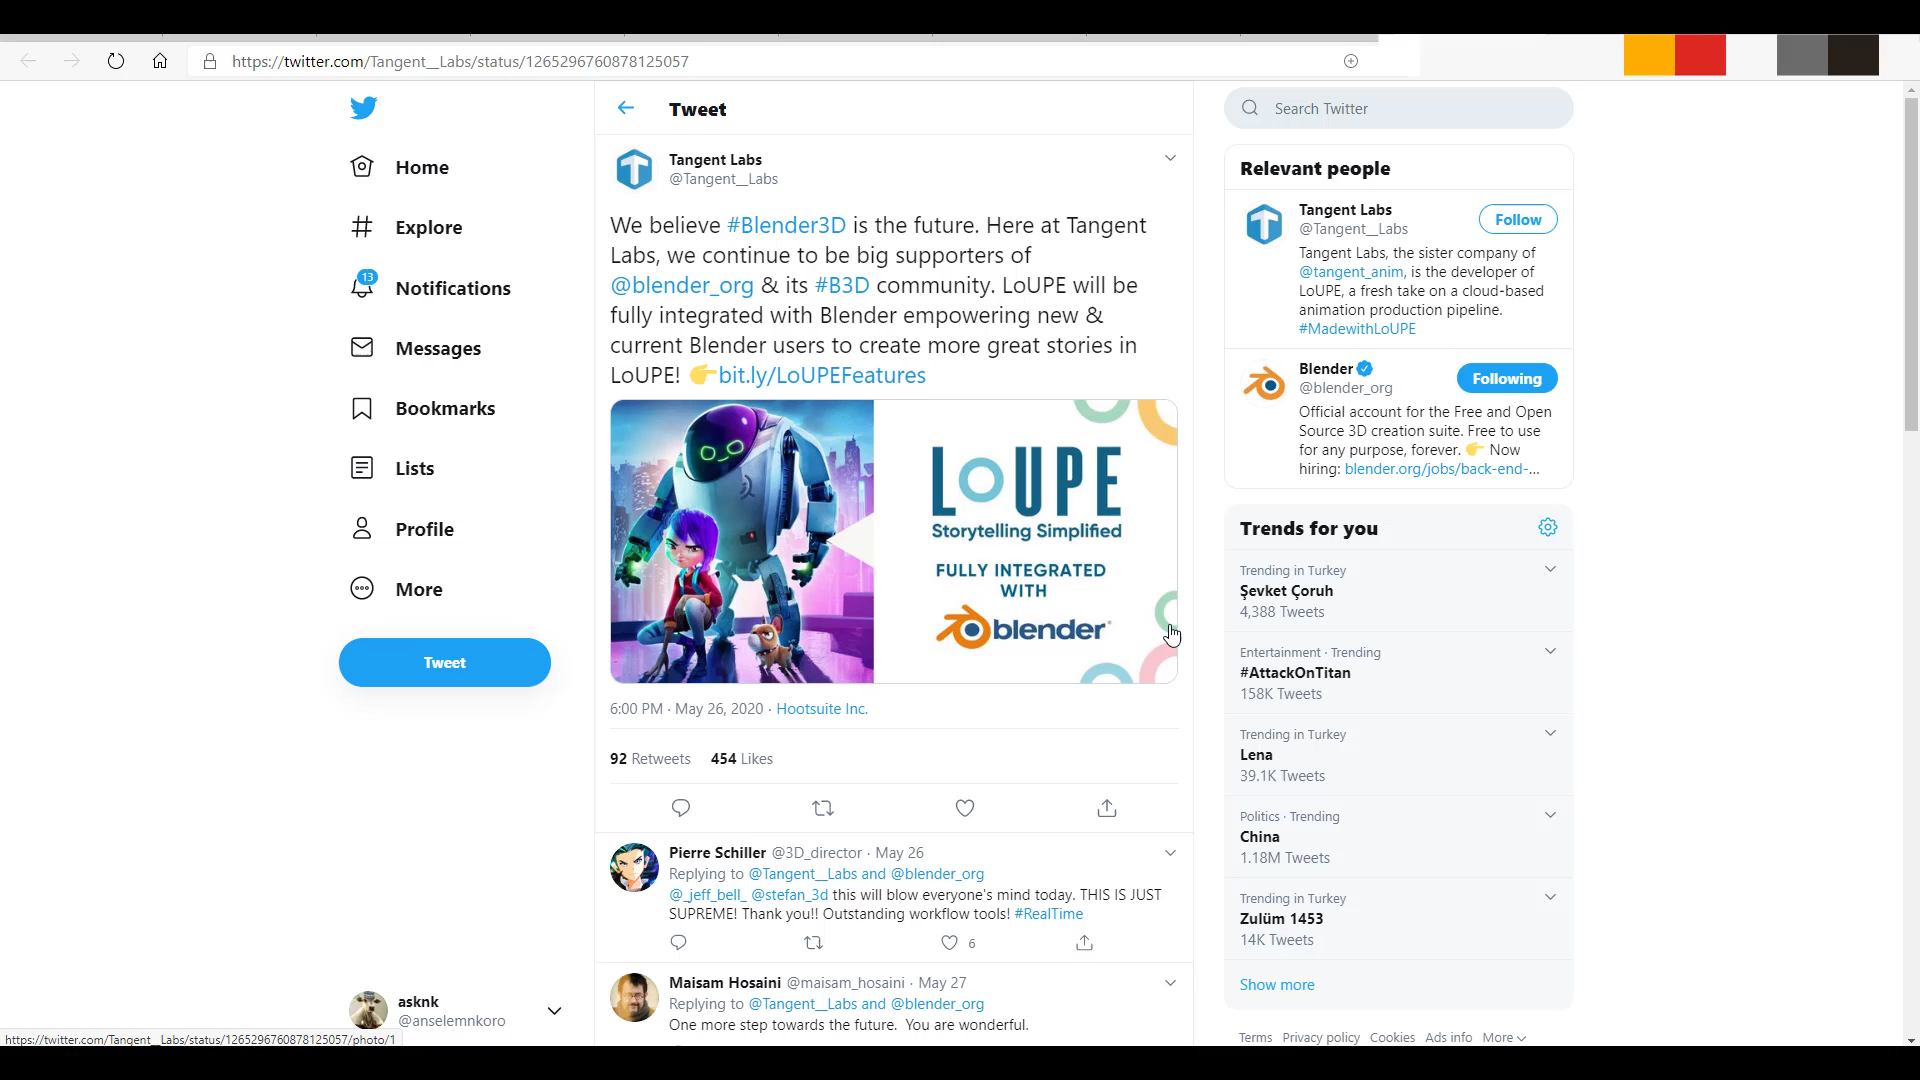 https://twitter.com/Tangent__Labs/status/1265296760878125057
Home
Explore
13
Notifications
Messages
Bookmarks
Lists
Profile
More
Tweet
asknk
@anselemnkoro
https://twitter.com/Tangent__Labs/status/1265296760878125057/photo/1
Tweet
Tangent Labs
@Tangent__Labs
We believe #Blender3D is the future. Here at Tangent
Labs, we continue to be big supporters of
@blender_org & its #B3D community. LoUPE will be
fully integrated with Blender empowering new &
current Blender users to create more great stories in
LoUPE! 👉bit.ly/LoUPEFeatures
LoUPE
Storytelling Simplified
FULLY INTEGRATED
WITH
blender
6:00 PM · May 26, 2020 · Hootsuite Inc.
92 Retweets 454 Likes
Pierre Schiller @3D_director · May 26
Replying to @Tangent__Labs and @blender_org
@_jeff_bell_ @stefan_3d this will blow everyone's mind today. THIS IS JUST
SUPREME! Thank you!! Outstanding workflow tools! #RealTime
6
Maisam Hosaini @maisam_hosaini · May 27
Replying to @Tangent__Labs and @blender_org
One more step towards the future. You are wonderful.
Search Twitter
Relevant people
Tangent Labs
@Tangent__Labs
Follow
Tangent Labs, the sister company of
@tangent_anim, is the developer of
LoUPE, a fresh take on a cloud-based
animation production pipeline.
#MadewithLoUPE
Blender
@blender_org
Following
Official account for the Free and Open
Source 3D creation suite. Free to use
for any purpose, forever. 👉 Now
hiring: blender.org/jobs/back-end-...
Trends for you
Trending in Turkey
Şevket Çoruh
4,388 Tweets
Entertainment · Trending
#AttackOnTitan
158K Tweets
Trending in Turkey
Lena
39.1K Tweets
Politics · Trending
China
1.18M Tweets
Trending in Turkey
Zulüm 1453
14K Tweets
Show more
Terms Privacy policy Cookies Ads info More